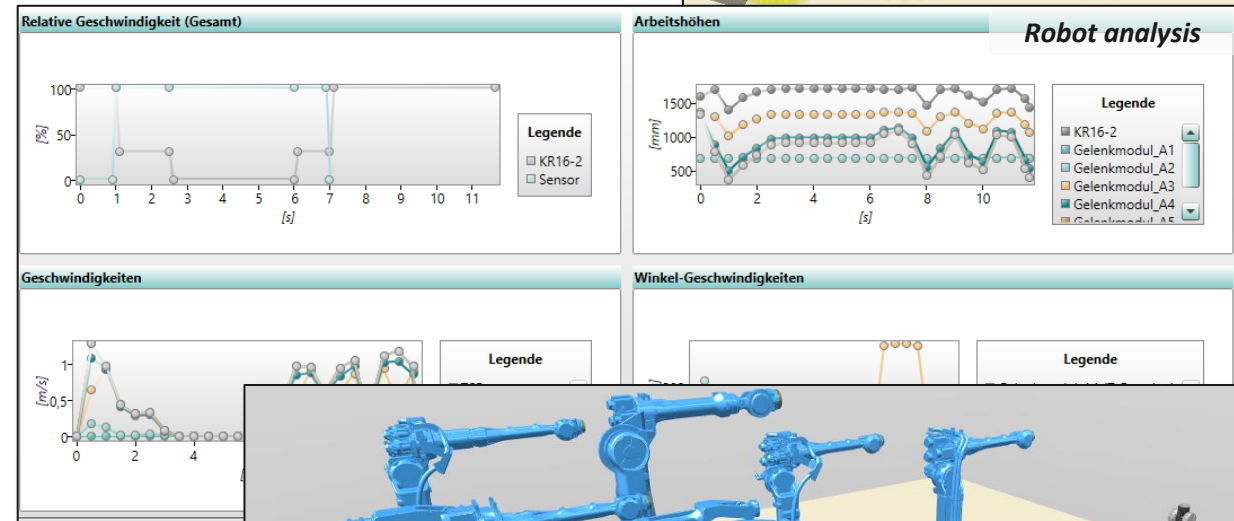 Relative Geschwindigkeit (Gesamt)
100
50
0
[%]
0 1 2 3 4 5 6 7 8 9 10 11
[s]
Legende
KR16-2
Sensor
Arbeitshöhen
Robot analysis
1500
1000
500
[mm]
0 2 4 6 8 10
[s]
Legende
KR16-2
Gelenkmodul_A1
Gelenkmodul_A2
Gelenkmodul_A3
Gelenkmodul_A4
Gelenkmodul_A5
Geschwindigkeiten
1
0,5
0
[m/s]
0 2 4
Legende
Winkel-Geschwindigkeiten
Legende